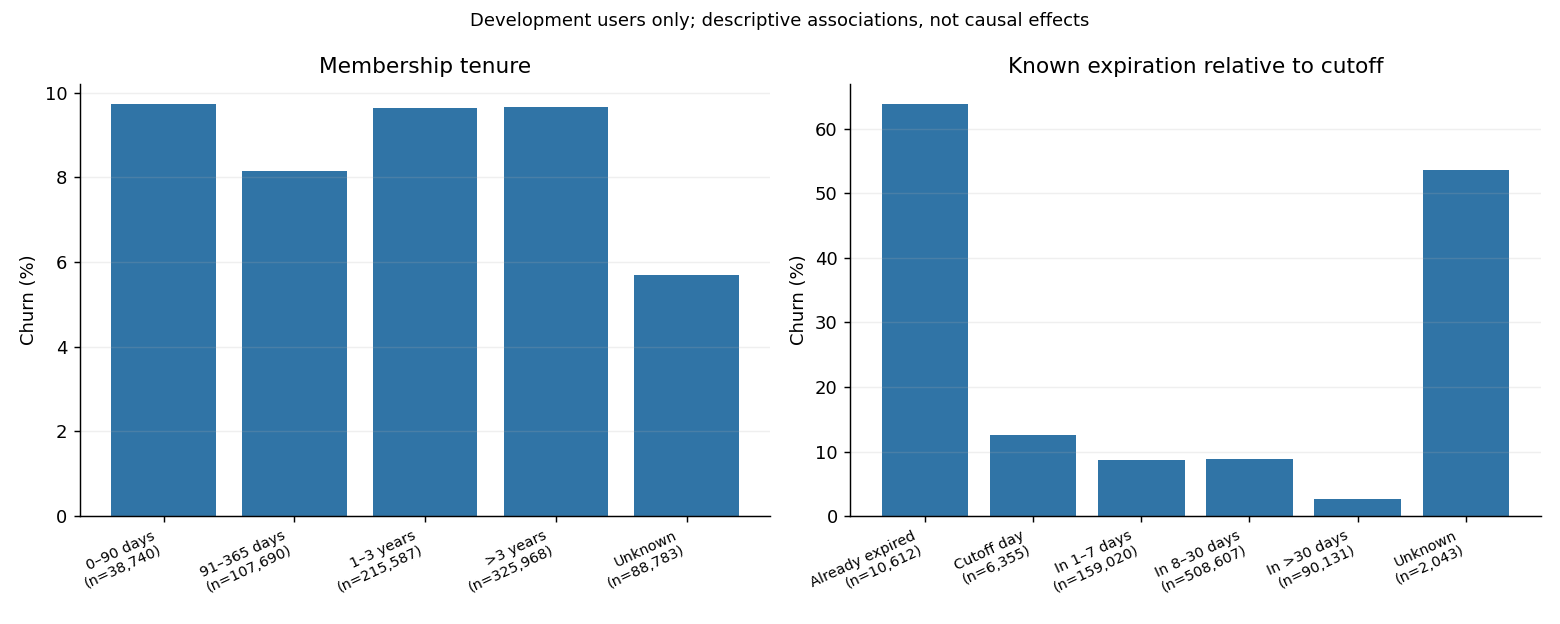 Development users only; descriptive associations, not causal effects
Membership tenure
Churn (%)
10
8
6
4
2
0
0–90 days
(n=38,740)
91–365 days
(n=107,690)
1–3 years
(n=215,587)
>3 years
(n=325,968)
Unknown
(n=88,783)
Known expiration relative to cutoff
Churn (%)
60
50
40
30
20
10
0
Already expired
(n=10,612)
Cutoff day
(n=6,355)
In 1–7 days
(n=159,020)
In 8–30 days
(n=508,607)
In >30 days
(n=90,131)
Unknown
(n=2,043)